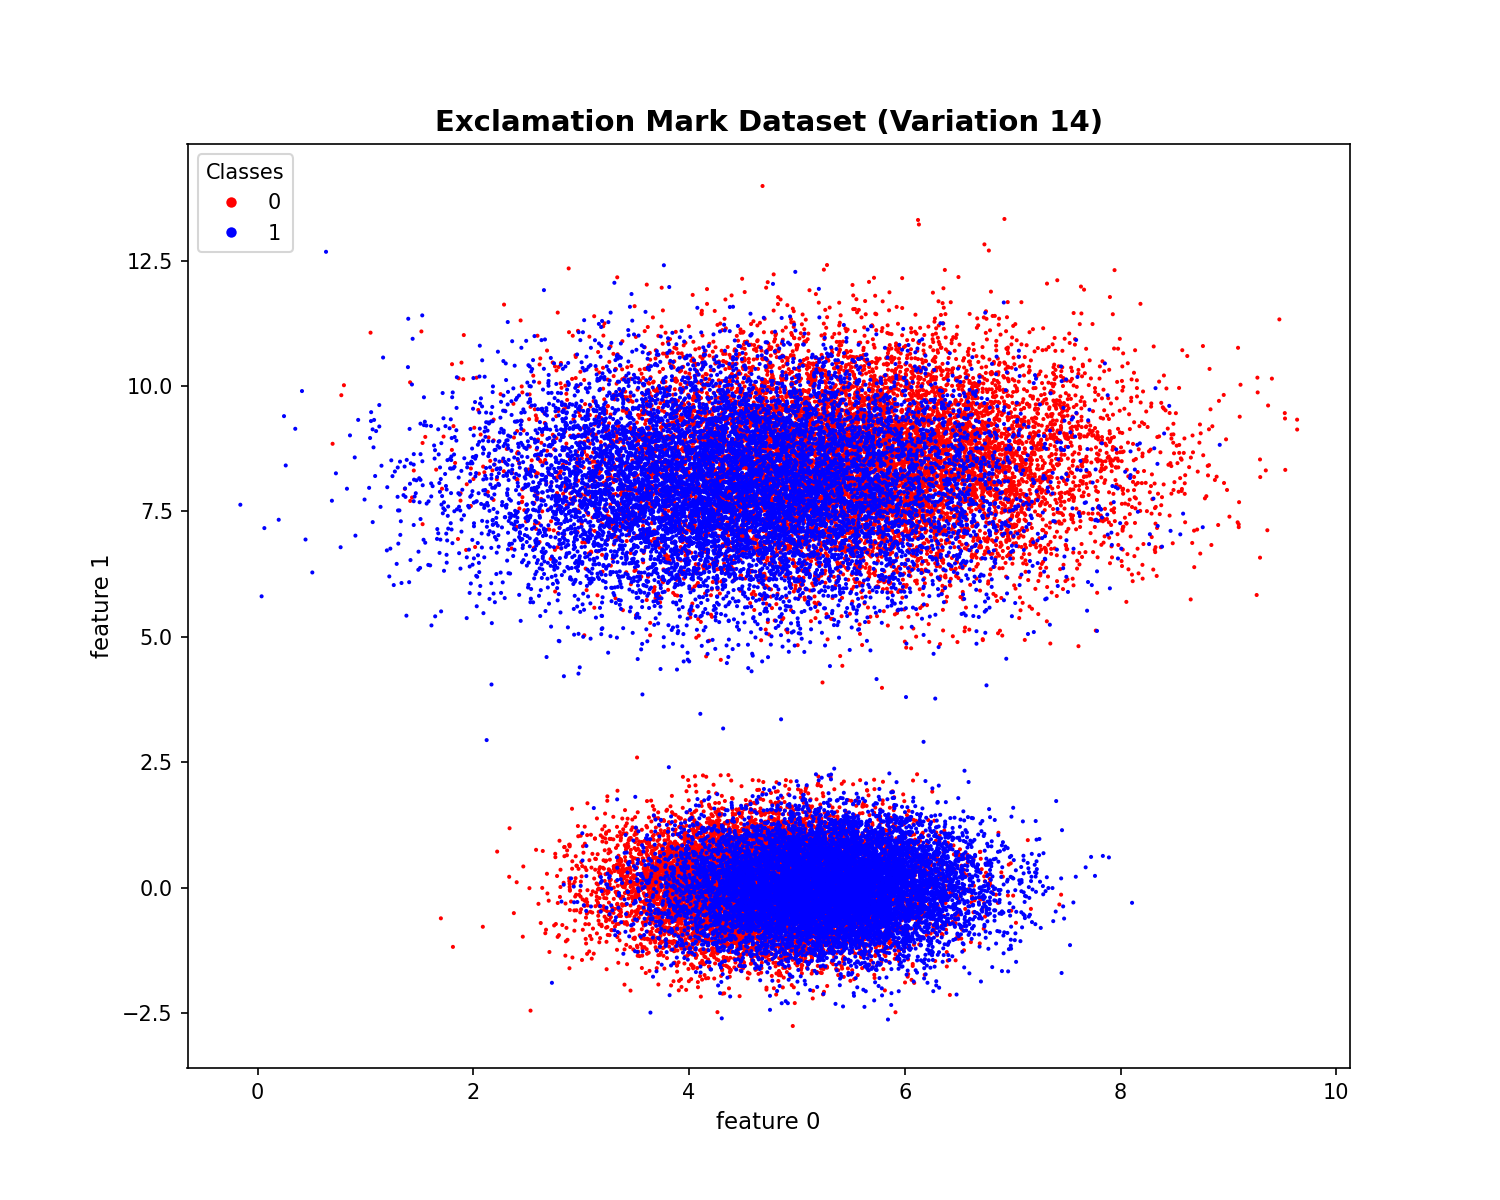 Exclamation Mark Dataset (Variation 14)
Classes
0
1
12.5
10.0
7.5
5.0
2.5
0.0
−2.5
feature 1
0 2 4 6 8 10
feature 0